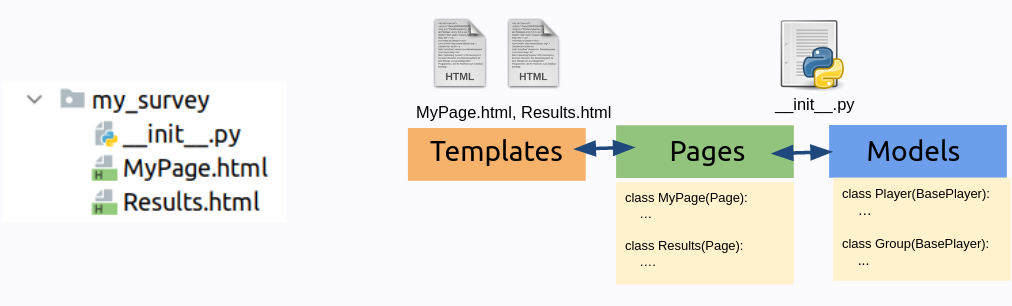 my_survey
__init__.py
MyPage.html
Results.html
HTML
HTML
MyPage.html, Results.html
__init__.py
Templates
Pages
Models
class MyPage(Page):
...
class Results(Page):
....
class Player(BasePlayer):
...
class Group(BasePlayer):
...